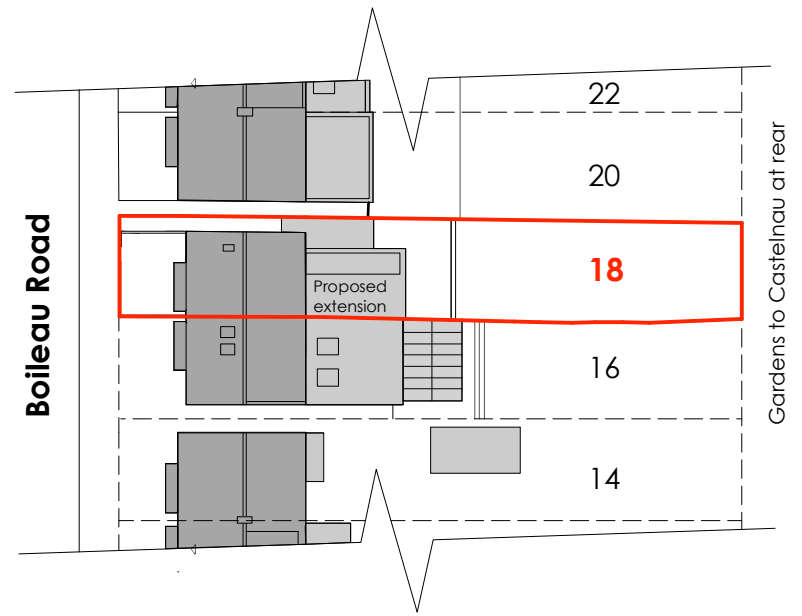 22
20
18
Proposed
extension
16
14
Boileau Road
Gardens to Castelnau at rear